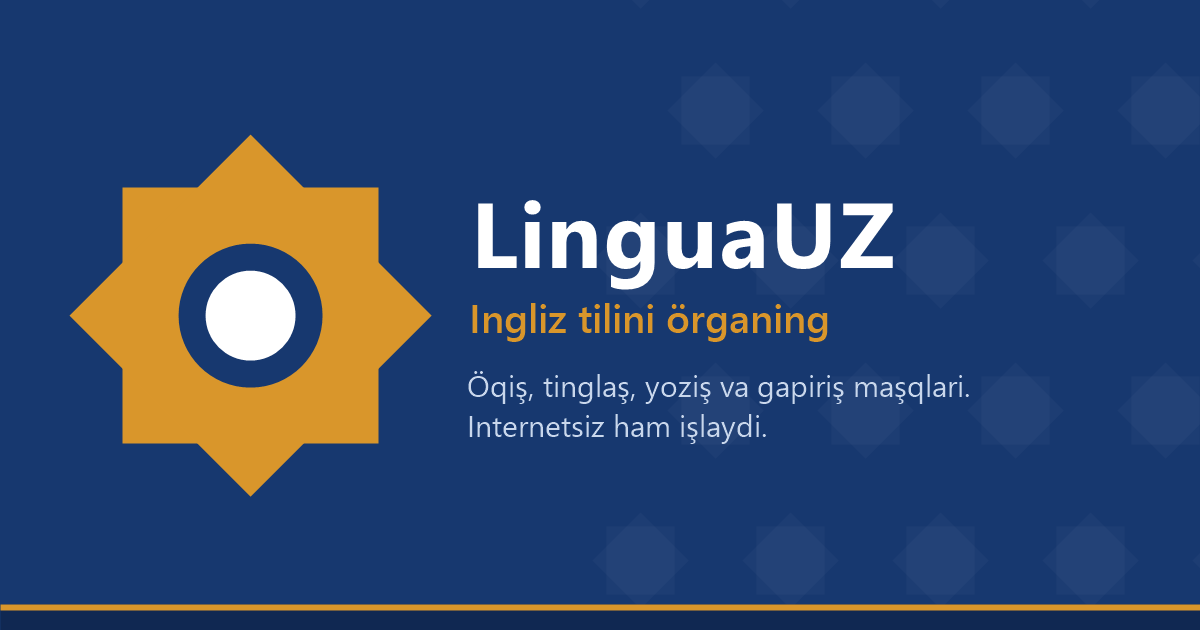 LinguaUZ
Ingliz tilini örganing
Öqiş, tinglaş, yoziş va gapiriş maşqlari.
Internetsiz ham işlaydi.